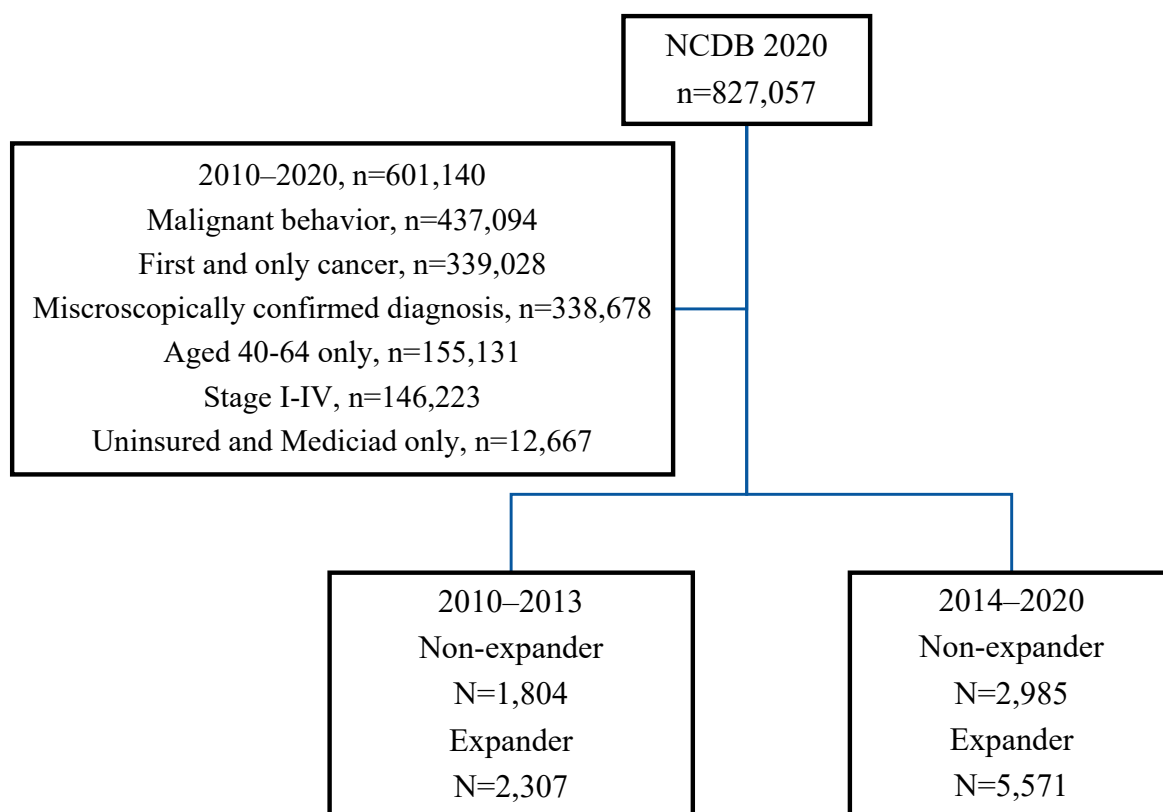 NCDB 2020
n=827,057
2010–2020, n=601,140
Malignant behavior, n=437,094
First and only cancer, n=339,028
Miscroscopically confirmed diagnosis, n=338,678
Aged 40-64 only, n=155,131
Stage I-IV, n=146,223
Uninsured and Mediciad only, n=12,667
2010–2013
Non-expander
N=1,804
Expander
N=2,307
2014–2020
Non-expander
N=2,985
Expander
N=5,571